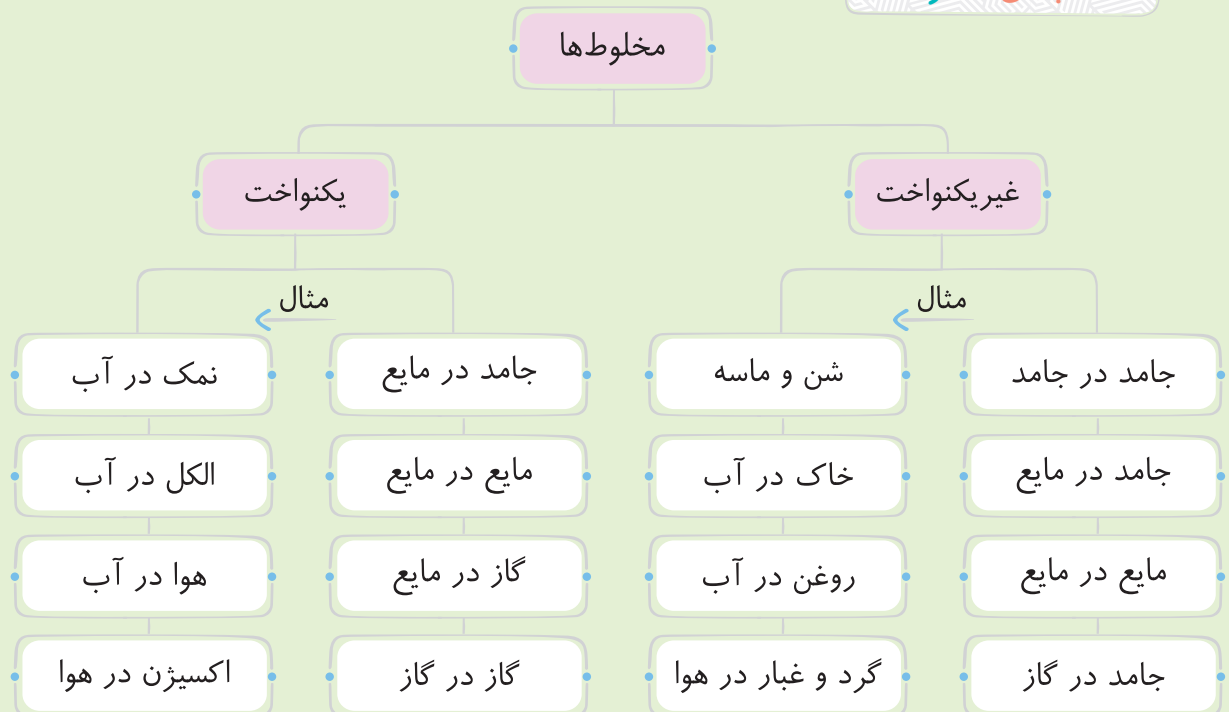 مخلوط‌ها
غیریکنواخت
یکنواخت
مثال
مثال
جامد در جامد
شن و ماسه
جامد در مایع
نمک در آب
جامد در مایع
خاک در آب
مایع در مایع
الکل در آب
مایع در مایع
روغن در آب
گاز در مایع
هوا در آب
جامد در گاز
گرد و غبار در هوا
گاز در گاز
اکسیژن در هوا